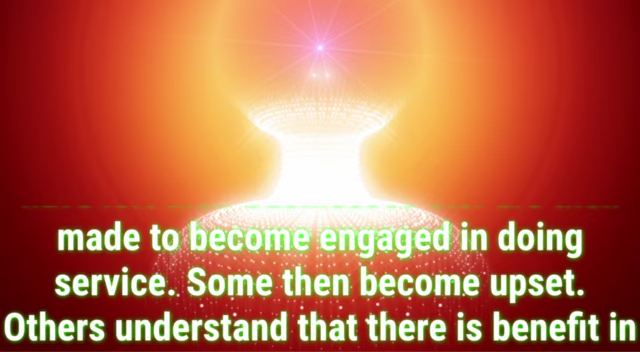 made to become engaged in doing
service. Some then become upset.
Others understand that there is benefit in